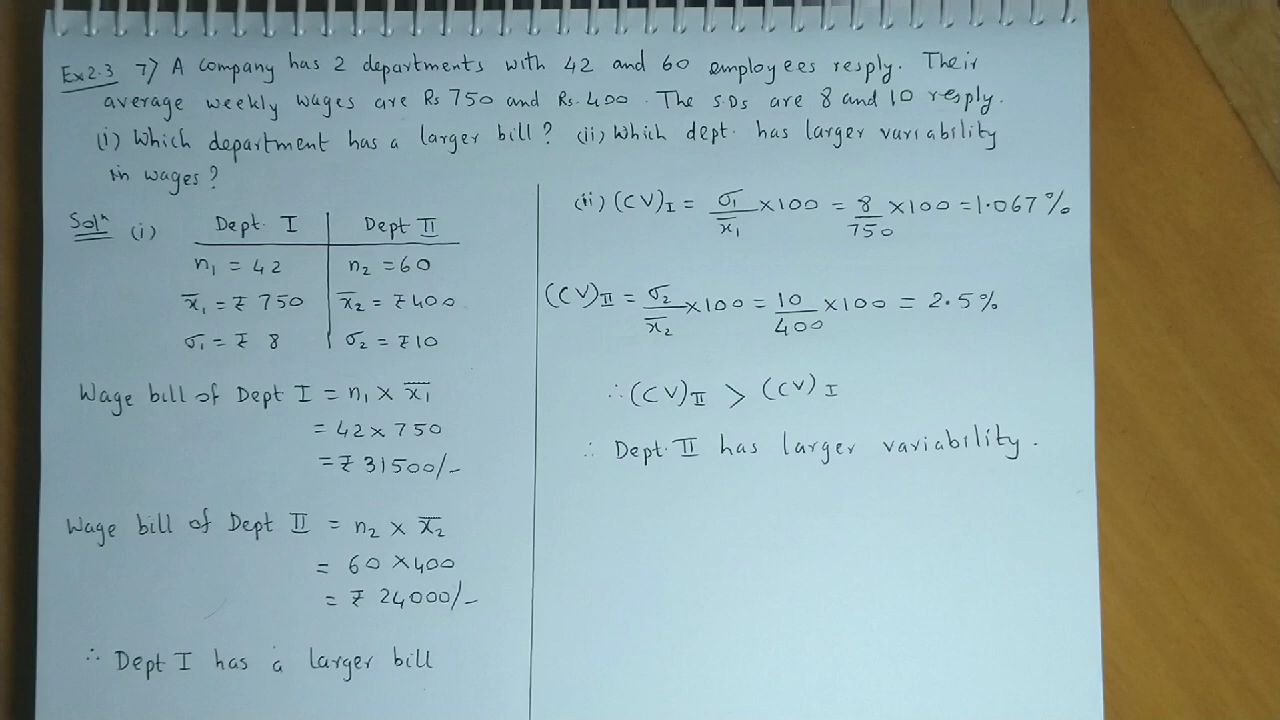 Ex 2.3 7) A company has 2 departments with 42 and 60 employees resply. Their
average weekly wages are Rs 750 and Rs. 400. The S.Ds are 8 and 10 resply.
(i) Which department has a larger bill? (ii) Which dept. has larger variability
in wages?
Solⁿ (i)
Dept. I | Dept II
n₁ = 42 | n₂ = 60
x̄₁ = ₹ 750 | x̄₂ = ₹400
σ₁ = ₹ 8 | σ₂ = ₹10
Wage bill of Dept I = n₁ × x̄₁
= 42 × 750
= ₹ 31500/-
Wage bill of Dept II = n₂ × x̄₂
= 60 × 400
= ₹ 24000/-
∴ Dept I has a larger bill
(ii) (CV)_I = σ₁/x̄₁ × 100 = 8/750 × 100 = 1.067 %
(CV)_II = σ₂/x̄₂ × 100 = 10/400 × 100 = 2.5 %
∴ (CV)_II > (CV)_I
∴ Dept. II has larger variability.